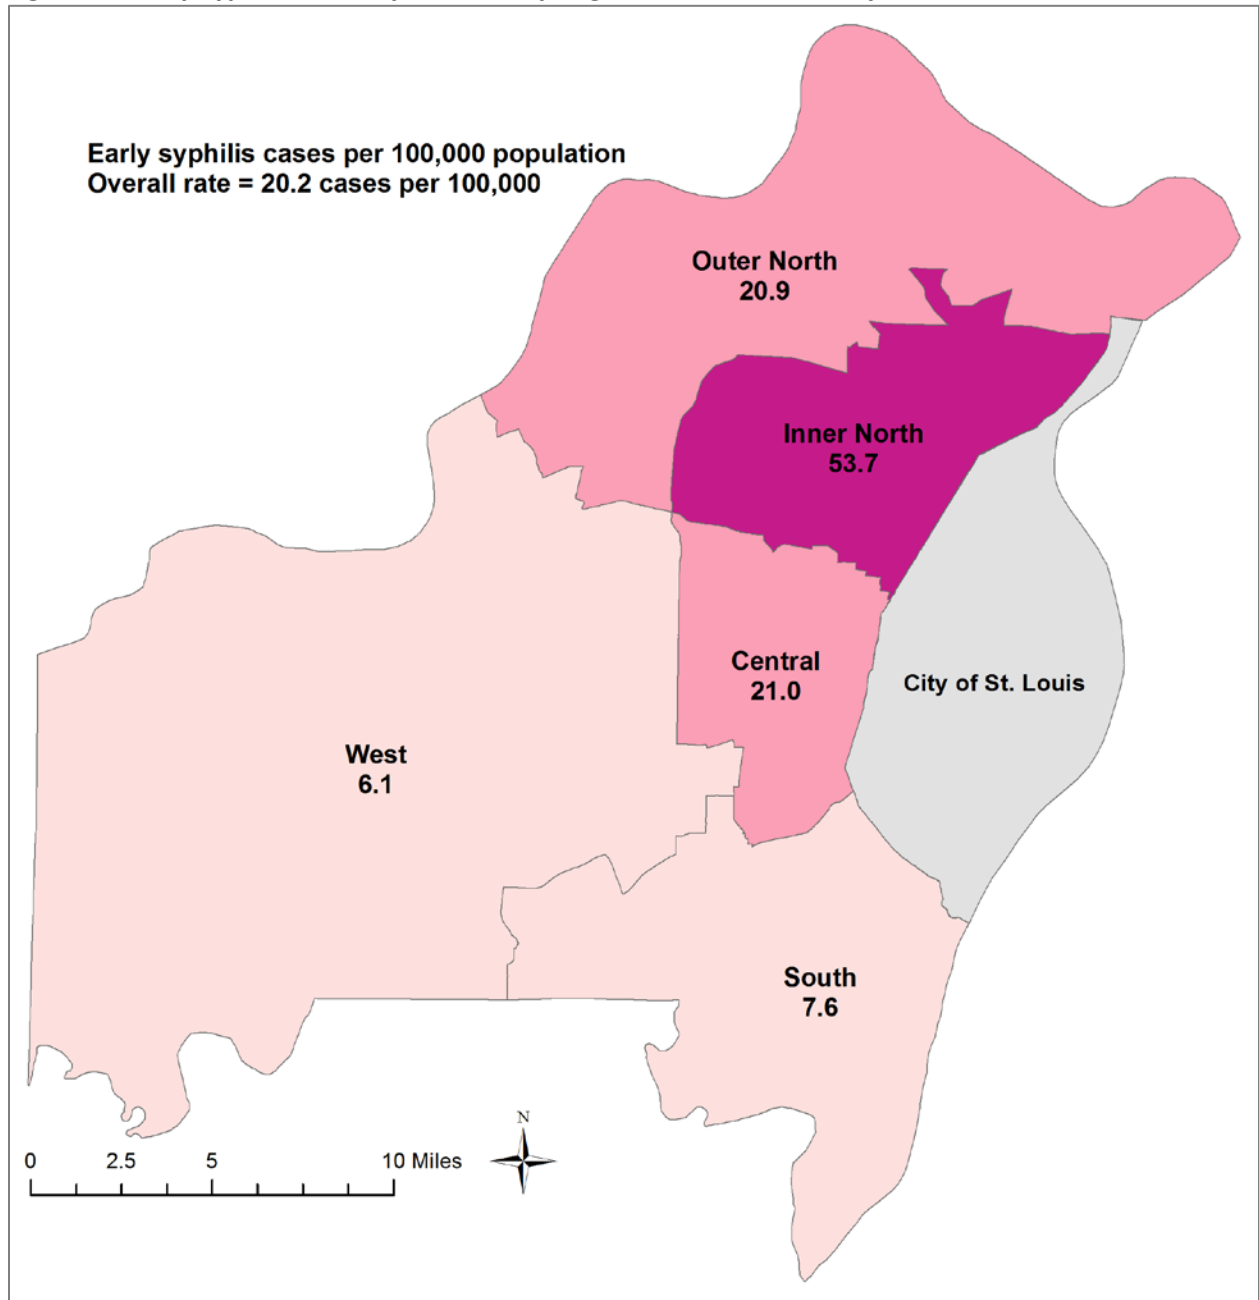 Early syphilis cases per 100,000 population
Overall rate = 20.2 cases per 100,000
Outer North
20.9
Inner North
53.7
Central
21.0
City of St. Louis
West
6.1
South
7.6
N
0 2.5 5 10 Miles